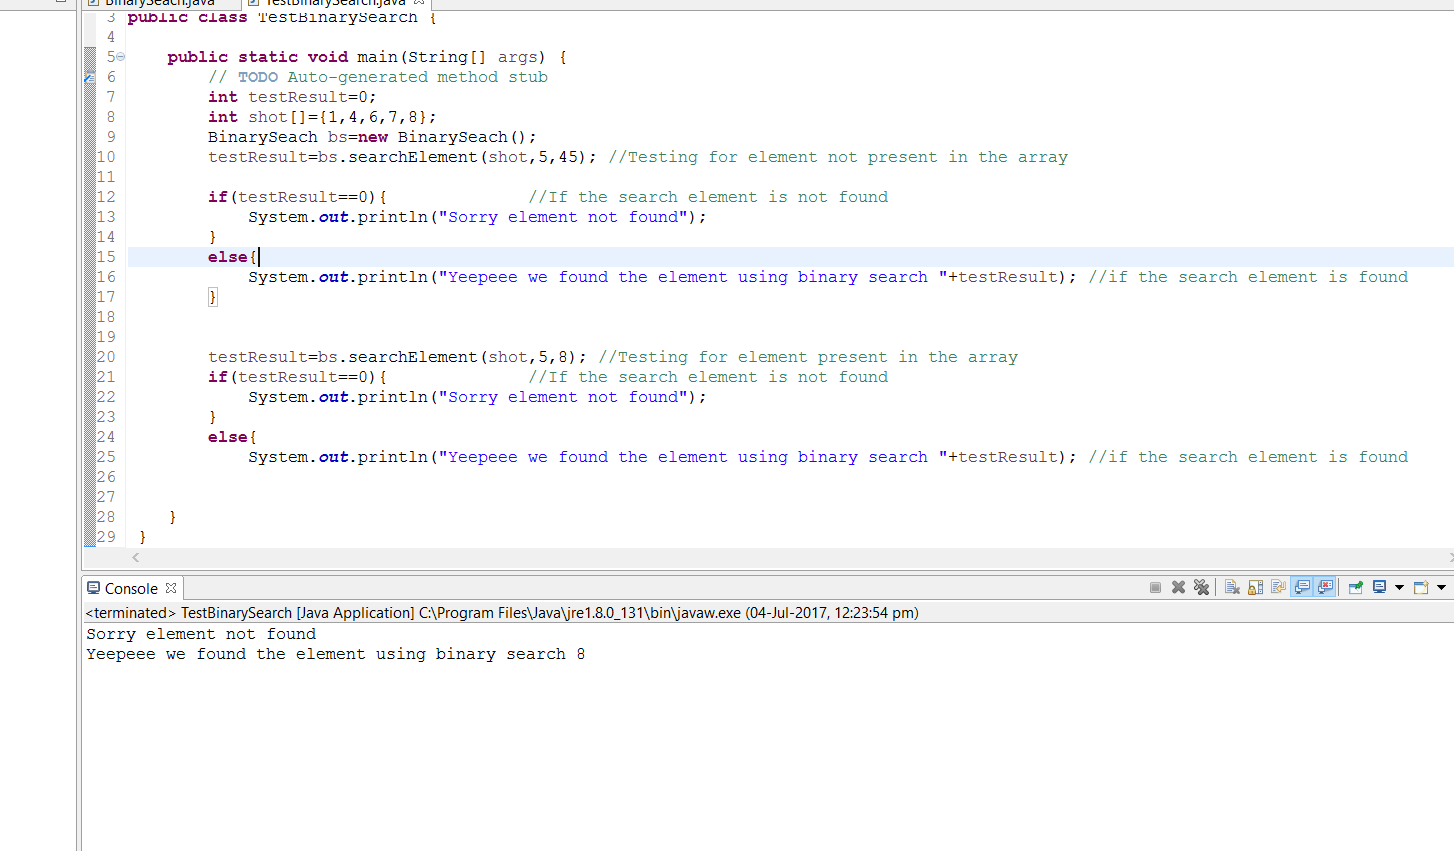 BinarySeach.java TestBinarySearch.java
3 public class TestBinarySearch {
4
5 public static void main(String[] args) {
6 // TODO Auto-generated method stub
7 int testResult=0;
8 int shot[]={1,4,6,7,8};
9 BinarySeach bs=new BinarySeach();
10 testResult=bs.searchElement(shot,5,45); //Testing for element not present in the array
11
12 if(testResult==0){ //If the search element is not found
13 System.out.println("Sorry element not found");
14 }
15 else{
16 System.out.println("Yeepeee we found the element using binary search "+testResult); //if the search element is found
17 }
18
19
20 testResult=bs.searchElement(shot,5,8); //Testing for element present in the array
21 if(testResult==0){ //If the search element is not found
22 System.out.println("Sorry element not found");
23 }
24 else{
25 System.out.println("Yeepeee we found the element using binary search "+testResult); //if the search element is found
26
27
28 }
29 }
Console
<terminated> TestBinarySearch [Java Application] C:\Program Files\Java\jre1.8.0_131\bin\javaw.exe (04-Jul-2017, 12:23:54 pm)
Sorry element not found
Yeepeee we found the element using binary search 8